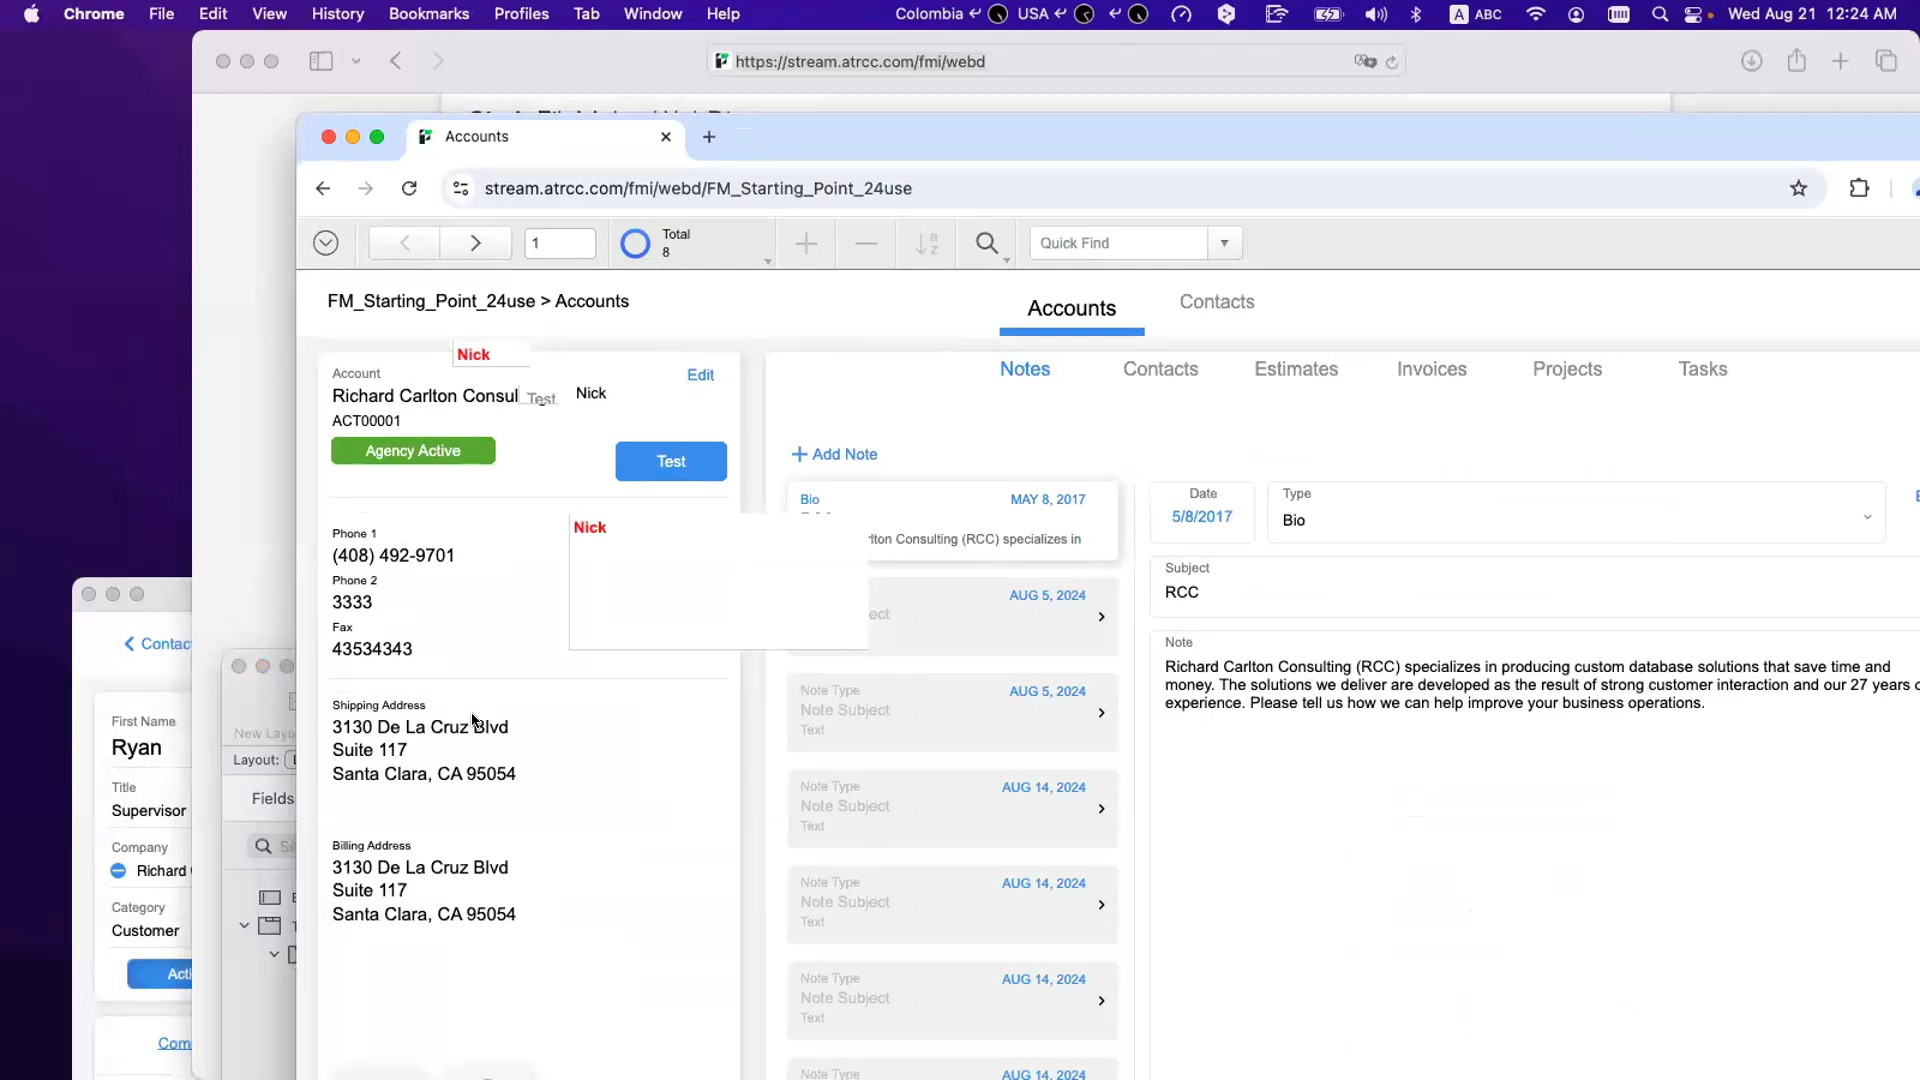 Chrome File Edit View History Bookmarks Profiles Tab Window Help
Colombia USA A ABC Wed Aug 21 12:24 AM
https://stream.atrcc.com/fmi/webd
Accounts
stream.atrcc.com/fmi/webd/FM_Starting_Point_24use
1
Total
8
Quick Find
FM_Starting_Point_24use > Accounts
Accounts
Contacts
Nick
Account
Edit
Richard Carlton Consul
Test
Nick
ACT00001
Agency Active
Test
Phone 1
(408) 492-9701
Phone 2
3333
Fax
43534343
Nick
Shipping Address
3130 De La Cruz Blvd
Suite 117
Santa Clara, CA 95054
Billing Address
3130 De La Cruz Blvd
Suite 117
Santa Clara, CA 95054
Notes Contacts Estimates Invoices Projects Tasks
+ Add Note
Bio MAY 8, 2017
lton Consulting (RCC) specializes in
AUG 5, 2024
ect
Note Type AUG 5, 2024
Note Subject
Text
Note Type AUG 14, 2024
Note Subject
Text
Note Type AUG 14, 2024
Note Subject
Text
Note Type AUG 14, 2024
Note Subject
Text
Note Type AUG 14, 2024
Date
5/8/2017
Type
Bio
Subject
RCC
Note
Richard Carlton Consulting (RCC) specializes in producing custom database solutions that save time and
money. The solutions we deliver are developed as the result of strong customer interaction and our 27 years
experience. Please tell us how we can help improve your business operations.
Contac
First Name
Ryan
Title
Supervisor
Company
Richard
Category
Customer
Acti
Com
New Layo
Layout:
Fields